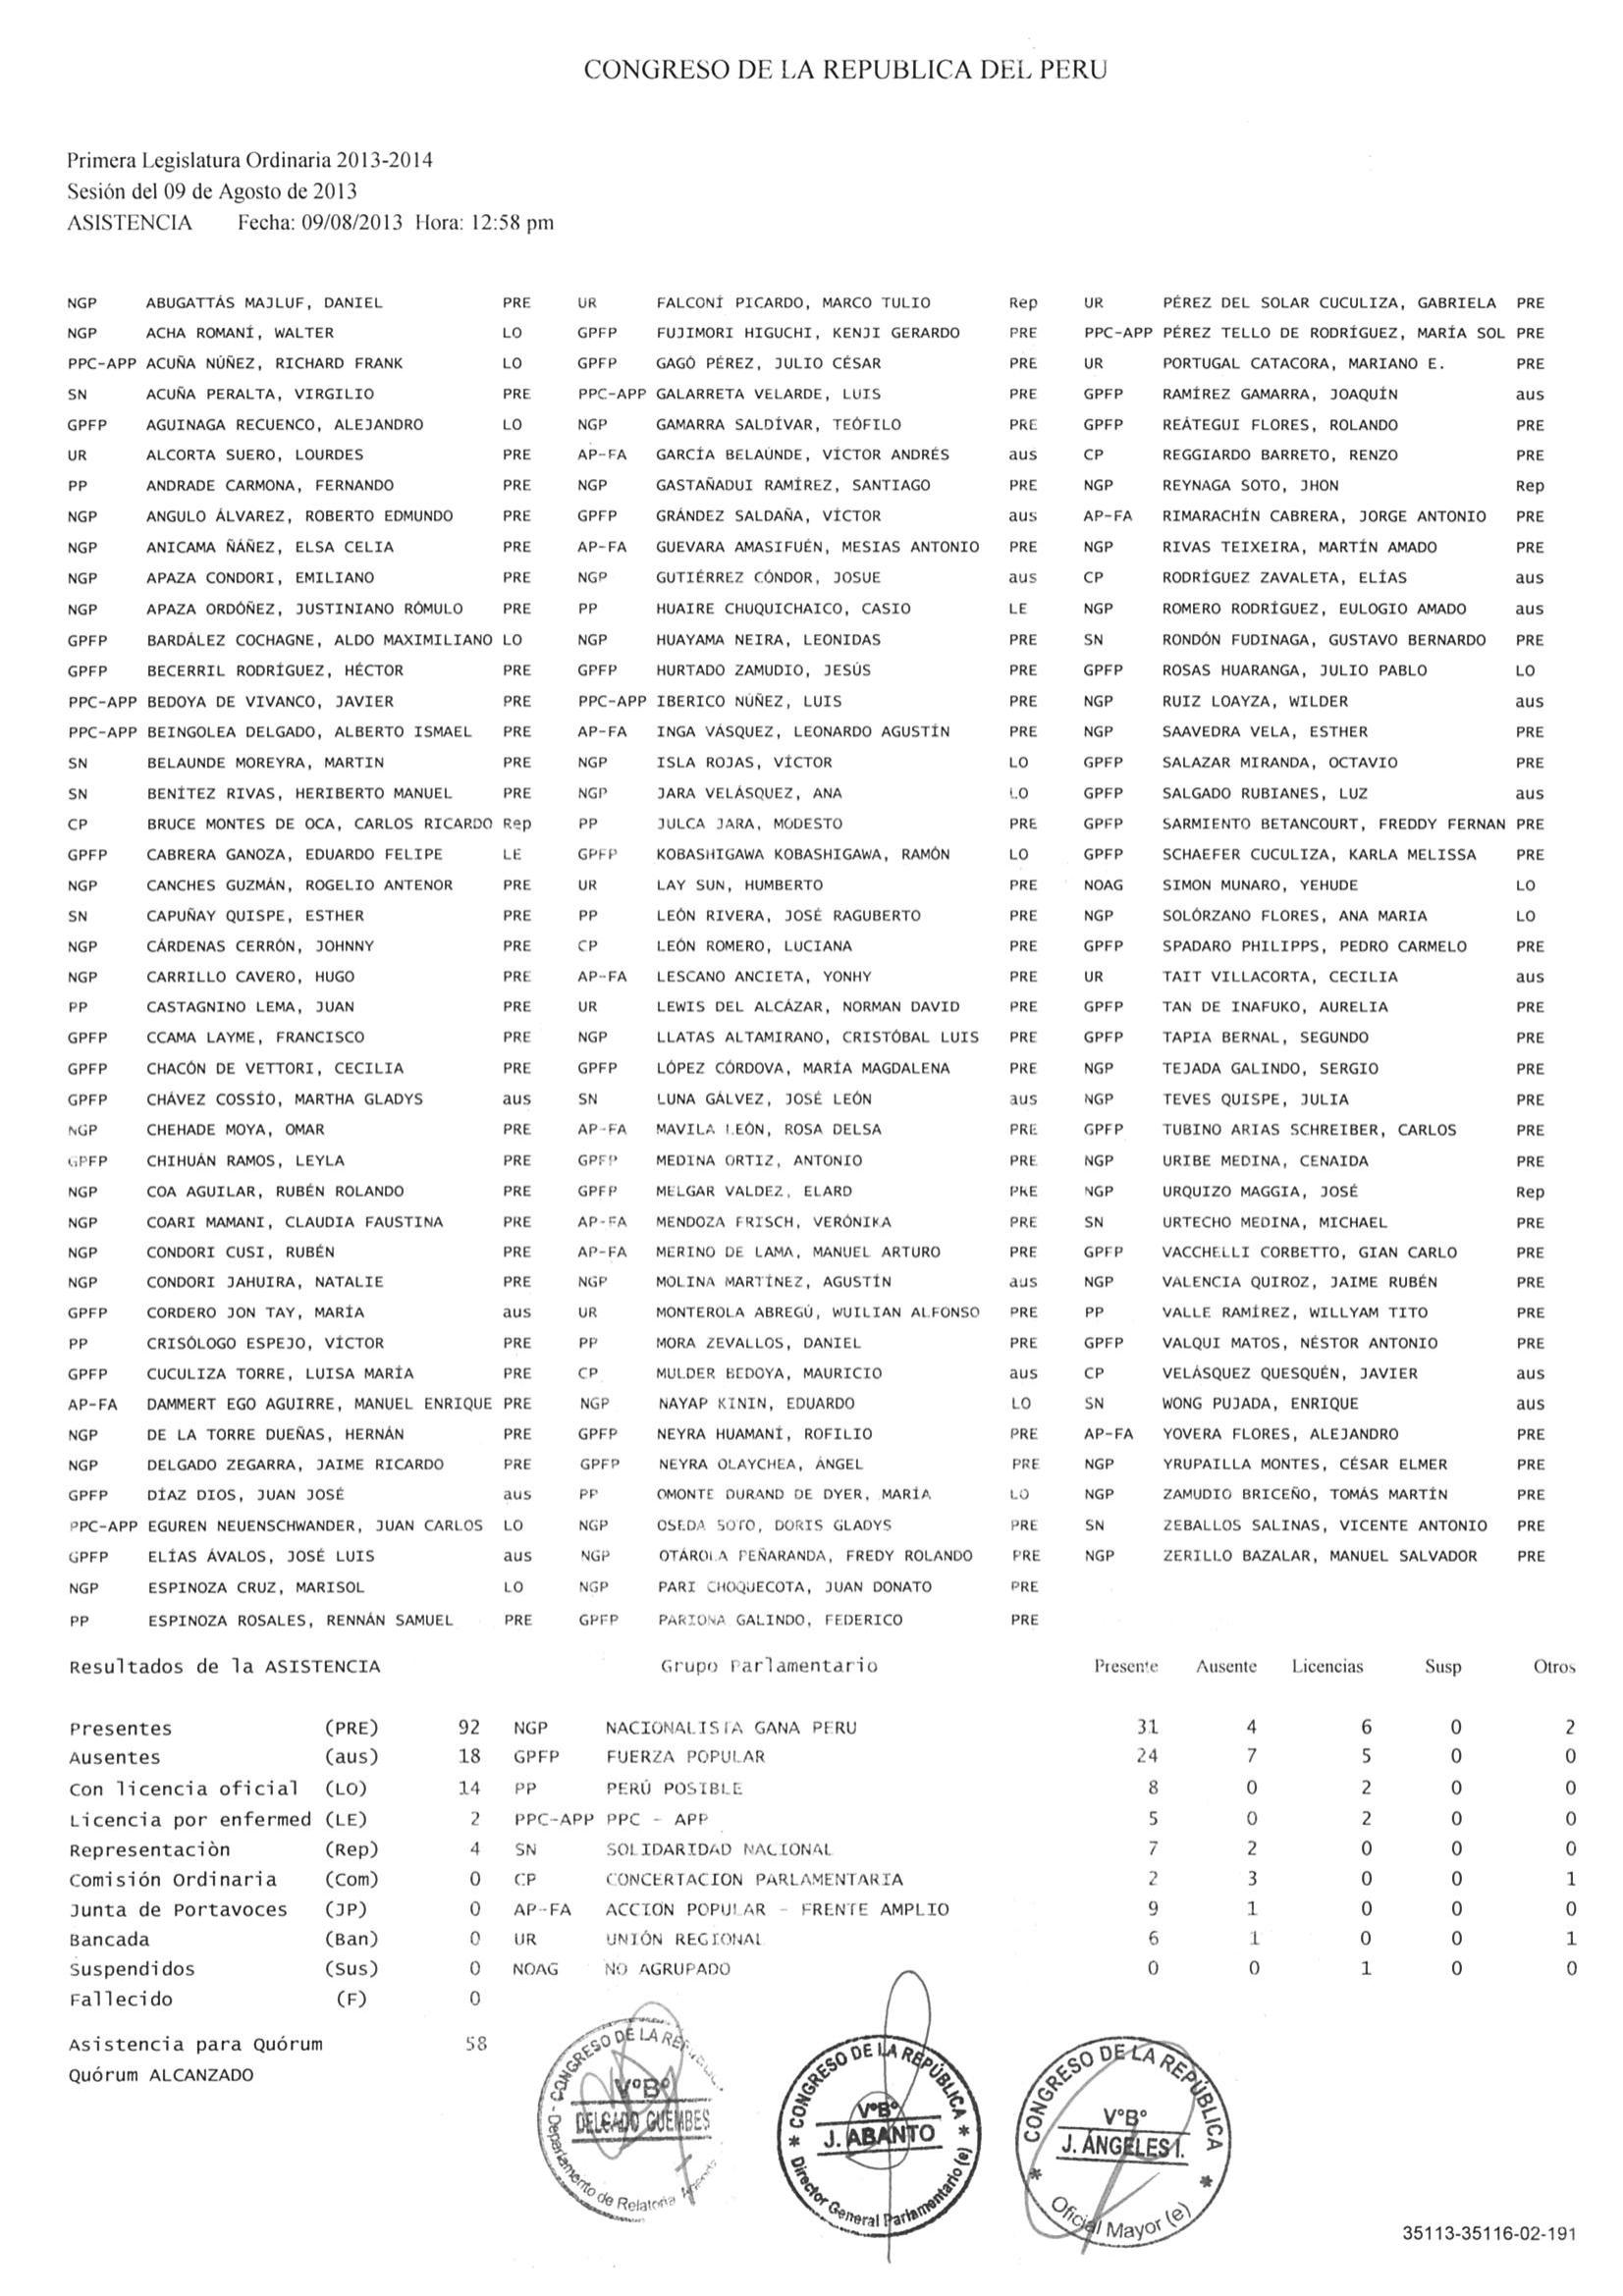 CONGRESO DE LA REPUBLICA DEL PERU
Primera Legislatura Ordinaria 2013-2014
Sesión del 09 de Agosto de 2013
ASISTENCIA Fecha: 09/08/2013 Hora: 12:58 pm
NGP ABUGATTÁS MAJLUF, DANIEL PRE UR FALCONÍ PICARDO, MARCO TULIO Rep UR PÉREZ DEL SOLAR CUCULIZA, GABRIELA PRE
NGP ACHA ROMANÍ, WALTER LO GPFP FUJIMORI HIGUCHI, KENJI GERARDO PRE PPC-APP PÉREZ TELLO DE RODRÍGUEZ, MARÍA SOL PRE
PPC-APP ACUÑA NÚÑEZ, RICHARD FRANK LO GPFP GAGÓ PÉREZ, JULIO CÉSAR PRE UR PORTUGAL CATACORA, MARIANO E. PRE
SN ACUÑA PERALTA, VIRGILIO PRE PPC-APP GALARRETA VELARDE, LUIS PRE GPFP RAMÍREZ GAMARRA, JOAQUÍN aus
GPFP AGUINAGA RECUENCO, ALEJANDRO LO NGP GAMARRA SALDÍVAR, TEÓFILO PRE GPFP REÁTEGUI FLORES, ROLANDO PRE
UR ALCORTA SUERO, LOURDES PRE AP-FA GARCÍA BELAÚNDE, VÍCTOR ANDRÉS aus CP REGGIARDO BARRETO, RENZO PRE
PP ANDRADE CARMONA, FERNANDO PRE NGP GASTAÑADUI RAMÍREZ, SANTIAGO PRE NGP REYNAGA SOTO, JHON Rep
NGP ANGULO ÁLVAREZ, ROBERTO EDMUNDO PRE GPFP GRÁNDEZ SALDAÑA, VÍCTOR aus AP-FA RIMARACHÍN CABRERA, JORGE ANTONIO PRE
NGP ANICAMA ÑÁÑEZ, ELSA CELIA PRE AP-FA GUEVARA AMASIFUÉN, MESIAS ANTONIO PRE NGP RIVAS TEIXEIRA, MARTÍN AMADO PRE
NGP APAZA CONDORI, EMILIANO PRE NGP GUTIÉRREZ CÓNDOR, JOSUE aus CP RODRÍGUEZ ZAVALETA, ELÍAS aus
NGP APAZA ORDÓÑEZ, JUSTINIANO RÓMULO PRE PP HUAIRE CHUQUICHAICO, CASIO LE NGP ROMERO RODRÍGUEZ, EULOGIO AMADO aus
GPFP BARDÁLEZ COCHAGNE, ALDO MAXIMILIANO LO NGP HUAYAMA NEIRA, LEONIDAS PRE SN RONDÓN FUDINAGA, GUSTAVO BERNARDO PRE
GPFP BECERRIL RODRÍGUEZ, HÉCTOR PRE GPFP HURTADO ZAMUDIO, JESÚS PRE GPFP ROSAS HUARANGA, JULIO PABLO LO
PPC-APP BEDOYA DE VIVANCO, JAVIER PRE PPC-APP IBERICO NÚÑEZ, LUIS PRE NGP RUIZ LOAYZA, WILDER aus
PPC-APP BEINGOLEA DELGADO, ALBERTO ISMAEL PRE AP-FA INGA VÁSQUEZ, LEONARDO AGUSTÍN PRE NGP SAAVEDRA VELA, ESTHER PRE
SN BELAUNDE MOREYRA, MARTIN PRE NGP ISLA ROJAS, VÍCTOR LO GPFP SALAZAR MIRANDA, OCTAVIO PRE
SN BENÍTEZ RIVAS, HERIBERTO MANUEL PRE NGP JARA VELÁSQUEZ, ANA LO GPFP SALGADO RUBIANES, LUZ aus
CP BRUCE MONTES DE OCA, CARLOS RICARDO Rep PP JULCA JARA, MODESTO PRE GPFP SARMIENTO BETANCOURT, FREDDY FERNAN PRE
GPFP CABRERA GANOZA, EDUARDO FELIPE LE GPFP KOBASHIGAWA KOBASHIGAWA, RAMÓN LO GPFP SCHAEFER CUCULIZA, KARLA MELISSA PRE
NGP CANCHES GUZMÁN, ROGELIO ANTENOR PRE UR LAY SUN, HUMBERTO PRE NOAG SIMON MUNARO, YEHUDE LO
SN CAPUÑAY QUISPE, ESTHER PRE PP LEÓN RIVERA, JOSÉ RAGUBERTO PRE NGP SOLÓRZANO FLORES, ANA MARIA LO
NGP CÁRDENAS CERRÓN, JOHNNY PRE CP LEÓN ROMERO, LUCIANA PRE GPFP SPADARO PHILIPPS, PEDRO CARMELO PRE
NGP CARRILLO CAVERO, HUGO PRE AP-FA LESCANO ANCIETA, YONHY PRE UR TAIT VILLACORTA, CECILIA aus
PP CASTAGNINO LEMA, JUAN PRE UR LEWIS DEL ALCÁZAR, NORMAN DAVID PRE GPFP TAN DE INAFUKO, AURELIA PRE
GPFP CCAMA LAYME, FRANCISCO PRE NGP LLATAS ALTAMIRANO, CRISTÓBAL LUIS PRE GPFP TAPIA BERNAL, SEGUNDO PRE
GPFP CHACÓN DE VETTORI, CECILIA PRE GPFP LÓPEZ CÓRDOVA, MARÍA MAGDALENA PRE NGP TEJADA GALINDO, SERGIO PRE
GPFP CHÁVEZ COSSÍO, MARTHA GLADYS aus SN LUNA GÁLVEZ, JOSÉ LEÓN aus NGP TEVES QUISPE, JULIA PRE
NGP CHEHADE MOYA, OMAR PRE AP-FA MAVILA LEÓN, ROSA DELSA PRE GPFP TUBINO ARIAS SCHREIBER, CARLOS PRE
GPFP CHIHUÁN RAMOS, LEYLA PRE GPFP MEDINA ORTIZ, ANTONIO PRE NGP URIBE MEDINA, CENAIDA PRE
NGP COA AGUILAR, RUBÉN ROLANDO PRE GPFP MELGAR VALDEZ, ELARD PRE NGP URQUIZO MAGGIA, JOSÉ Rep
NGP COARI MAMANI, CLAUDIA FAUSTINA PRE AP-FA MENDOZA FRISCH, VERÓNIKA PRE SN URTECHO MEDINA, MICHAEL PRE
NGP CONDORI CUSI, RUBÉN PRE AP-FA MERINO DE LAMA, MANUEL ARTURO PRE GPFP VACCHELLI CORBETTO, GIAN CARLO PRE
NGP CONDORI JAHUIRA, NATALIE PRE NGP MOLINA MARTÍNEZ, AGUSTÍN aus NGP VALENCIA QUIROZ, JAIME RUBÉN PRE
GPFP CORDERO JON TAY, MARÍA aus UR MONTEROLA ABREGÚ, WUILIAN ALFONSO PRE PP VALLE RAMÍREZ, WILLYAM TITO PRE
PP CRISÓLOGO ESPEJO, VÍCTOR PRE PP MORA ZEVALLOS, DANIEL PRE GPFP VALQUI MATOS, NÉSTOR ANTONIO PRE
GPFP CUCULIZA TORRE, LUISA MARÍA PRE CP MULDER BEDOYA, MAURICIO aus CP VELÁSQUEZ QUESQUÉN, JAVIER aus
AP-FA DAMMERT EGO AGUIRRE, MANUEL ENRIQUE PRE NGP NAYAP KININ, EDUARDO LO SN WONG PUJADA, ENRIQUE aus
NGP DE LA TORRE DUEÑAS, HERNÁN PRE GPFP NEYRA HUAMANÍ, ROFILIO PRE AP-FA YOVERA FLORES, ALEJANDRO PRE
NGP DELGADO ZEGARRA, JAIME RICARDO PRE GPFP NEYRA OLAYCHEA, ÁNGEL PRE NGP YRUPAILLA MONTES, CÉSAR ELMER PRE
GPFP DÍAZ DIOS, JUAN JOSÉ aus PP OMONTE DURAND DE DYER, MARÍA LO NGP ZAMUDIO BRICEÑO, TOMÁS MARTÍN PRE
PPC-APP EGUREN NEUENSCHWANDER, JUAN CARLOS LO NGP OSEDA SOTO, DORIS GLADYS PRE SN ZEBALLOS SALINAS, VICENTE ANTONIO PRE
GPFP ELÍAS ÁVALOS, JOSÉ LUIS aus NGP OTÁROLA PEÑARANDA, FREDY ROLANDO PRE NGP ZERILLO BAZALAR, MANUEL SALVADOR PRE
NGP ESPINOZA CRUZ, MARISOL LO NGP PARI CHOQUECOTA, JUAN DONATO PRE
PP ESPINOZA ROSALES, RENNÁN SAMUEL PRE GPFP PARIONA GALINDO, FEDERICO PRE
Resultados de la ASISTENCIA Grupo Parlamentario Presente Ausente Licencias Susp Otros
Presentes (PRE) 92 NGP NACIONALISTA GANA PERU 31 4 6 0 2
Ausentes (aus) 18 GPFP FUERZA POPULAR 24 7 5 0 0
Con licencia oficial (LO) 14 PP PERÚ POSIBLE 8 0 2 0 0
Licencia por enfermed (LE) 2 PPC-APP PPC - APP 5 0 2 0 0
Representaciòn (Rep) 4 SN SOLIDARIDAD NACIONAL 7 2 0 0 0
Comisión Ordinaria (Com) 0 CP CONCERTACION PARLAMENTARIA 2 3 0 0 1
Junta de Portavoces (JP) 0 AP-FA ACCION POPULAR - FRENTE AMPLIO 9 1 0 0 0
Bancada (Ban) 0 UR UNIÓN REGIONAL 6 1 0 0 1
Suspendidos (Sus) 0 NOAG NO AGRUPADO 0 0 1 0 0
Fallecido (F) 0
Asistencia para Quórum 58
Quórum ALCANZADO
CONGRESO DE LA
V°B°
DELGADO GUEMBES
Departamento de Relatoria
CONGRESO DE LA REPÚBLICA
V°B°
J. ABANTO
Director General Parlamentario (e)
CONGRESO DE LA REPÚBLICA
V°B°
J. ÁNGELES I.
Oficial Mayor (e)
35113-35116-02-191